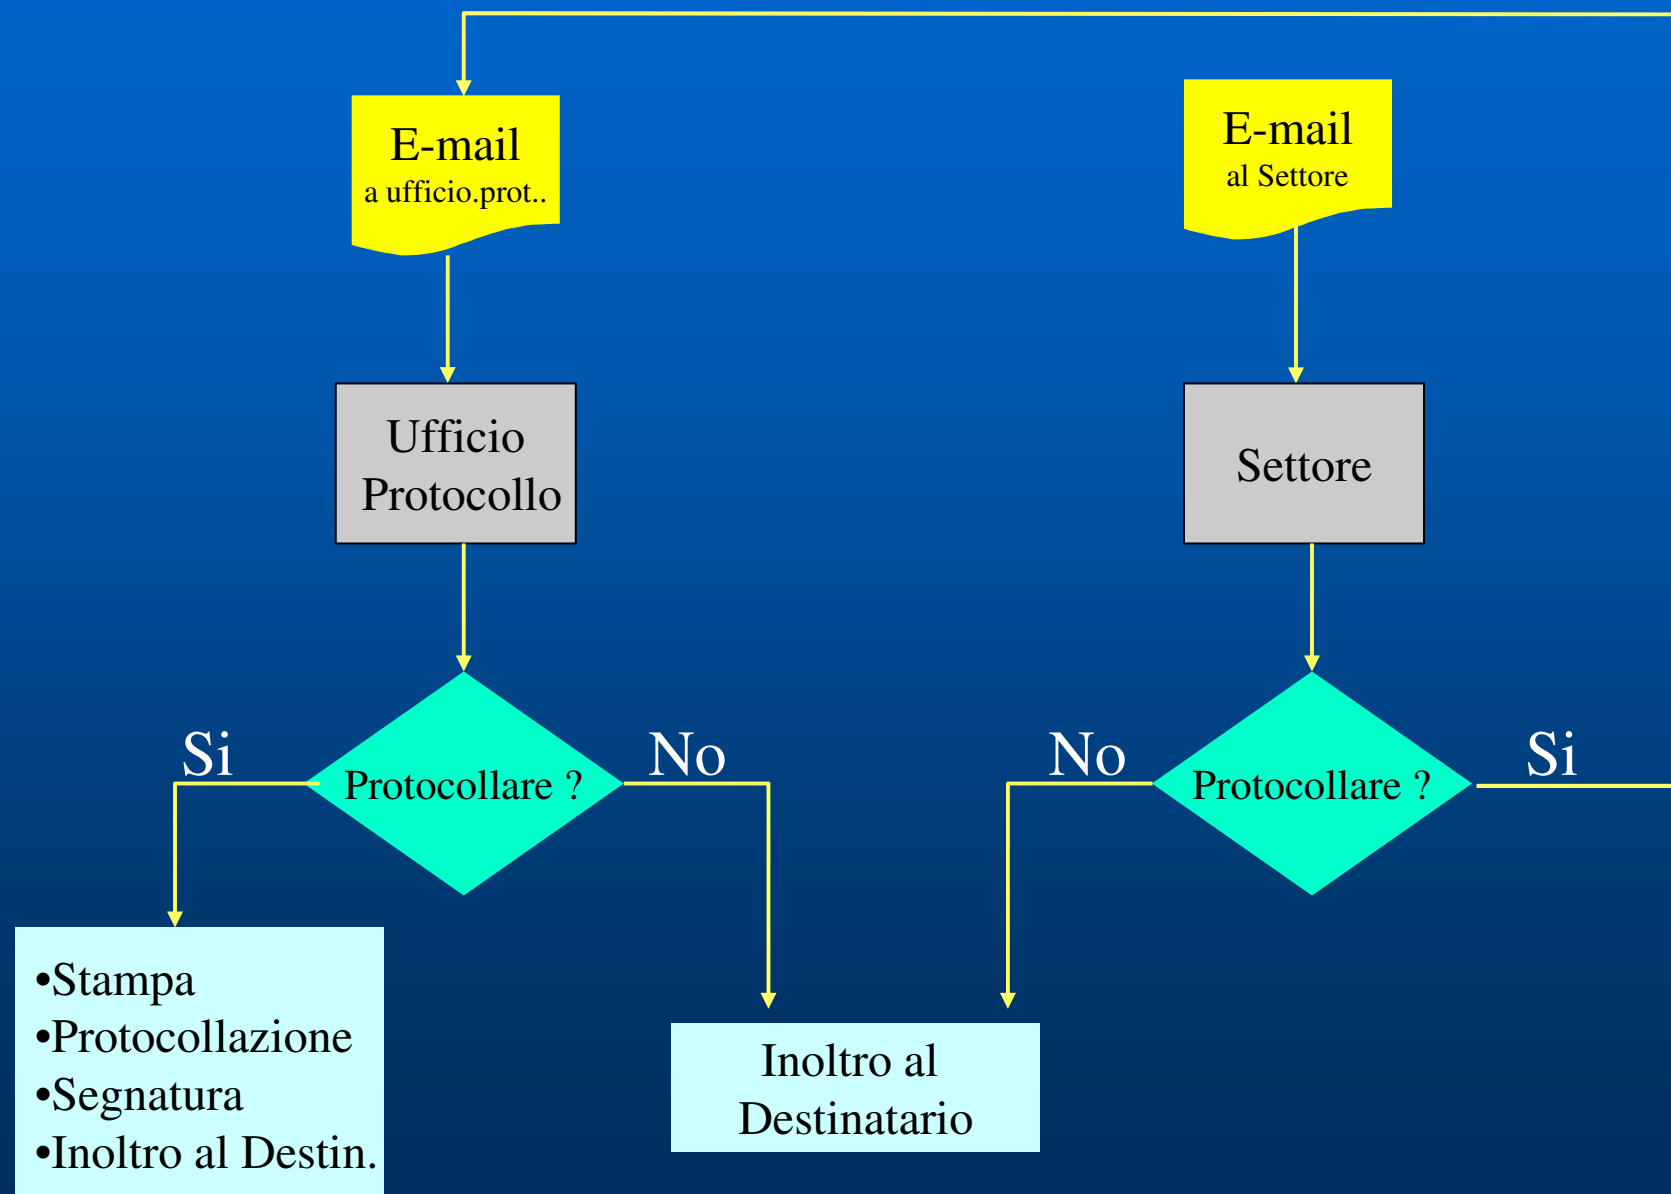 E-mail
a ufficio.prot..
E-mail
al Settore
Ufficio
Protocollo
Settore
Si
Protocollare ?
No
No
Protocollare ?
Si
•Stampa
•Protocollazione
•Segnatura
•Inoltro al Destin.
Inoltro al
Destinatario